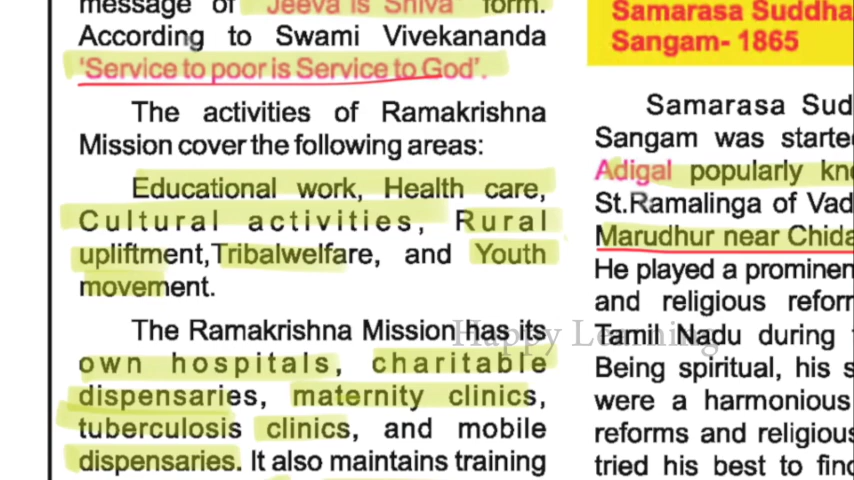 message of 'Jeeva is Shiva' form.
According to Swami Vivekananda
'Service to poor is Service to God'.
The activities of Ramakrishna
Mission cover the following areas:
Educational work, Health care,
Cultural activities, Rural
upliftment,Tribalwelfare, and Youth
movement.
The Ramakrishna Mission has its
own hospitals, charitable
dispensaries, maternity clinics,
tuberculosis clinics, and mobile
dispensaries. It also maintains training
Samarasa Suddha
Sangam- 1865
Samarasa Sud
Sangam was starte
Adigal popularly kn
St.Ramalinga of Vad
Marudhur near Chida
He played a prominen
and religious refor
Tamil Nadu during
Being spiritual, his s
were a harmonious
reforms and religious
tried his best to find
Happy Learning